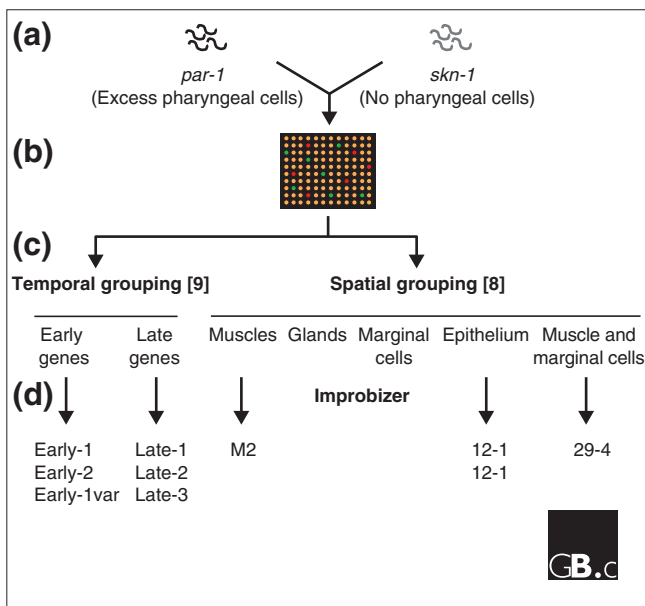 (a)
par-1 skn-1
(Excess pharyngeal cells) (No pharyngeal cells)
(b)
(c)
Temporal grouping [9] Spatial grouping [8]
Early genes Late genes Muscles Glands Marginal cells Epithelium Muscle and marginal cells
(d) Improbizer
Early-1 Late-1 M2 12-1 29-4
Early-2 Late-2 12-1
Early-1var Late-3
GB.c